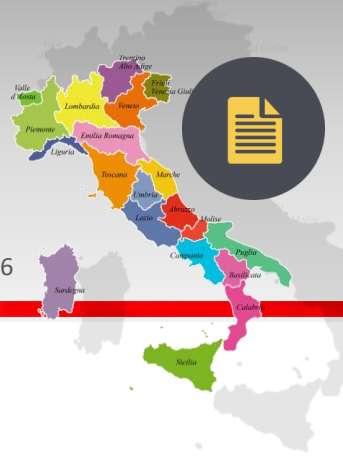 Trentino
Alto Adige
Friuli
Venezia Giuli
Valle
d'Aosta
Lombardia
Veneto
Piemonte
Emilia Romagna
Liguria
Toscana
Marche
Umbria
Abruzzo
Lazio
Molise
Campania
Puglia
Basilicata
6
Sardegna
Calabria
Sicilia